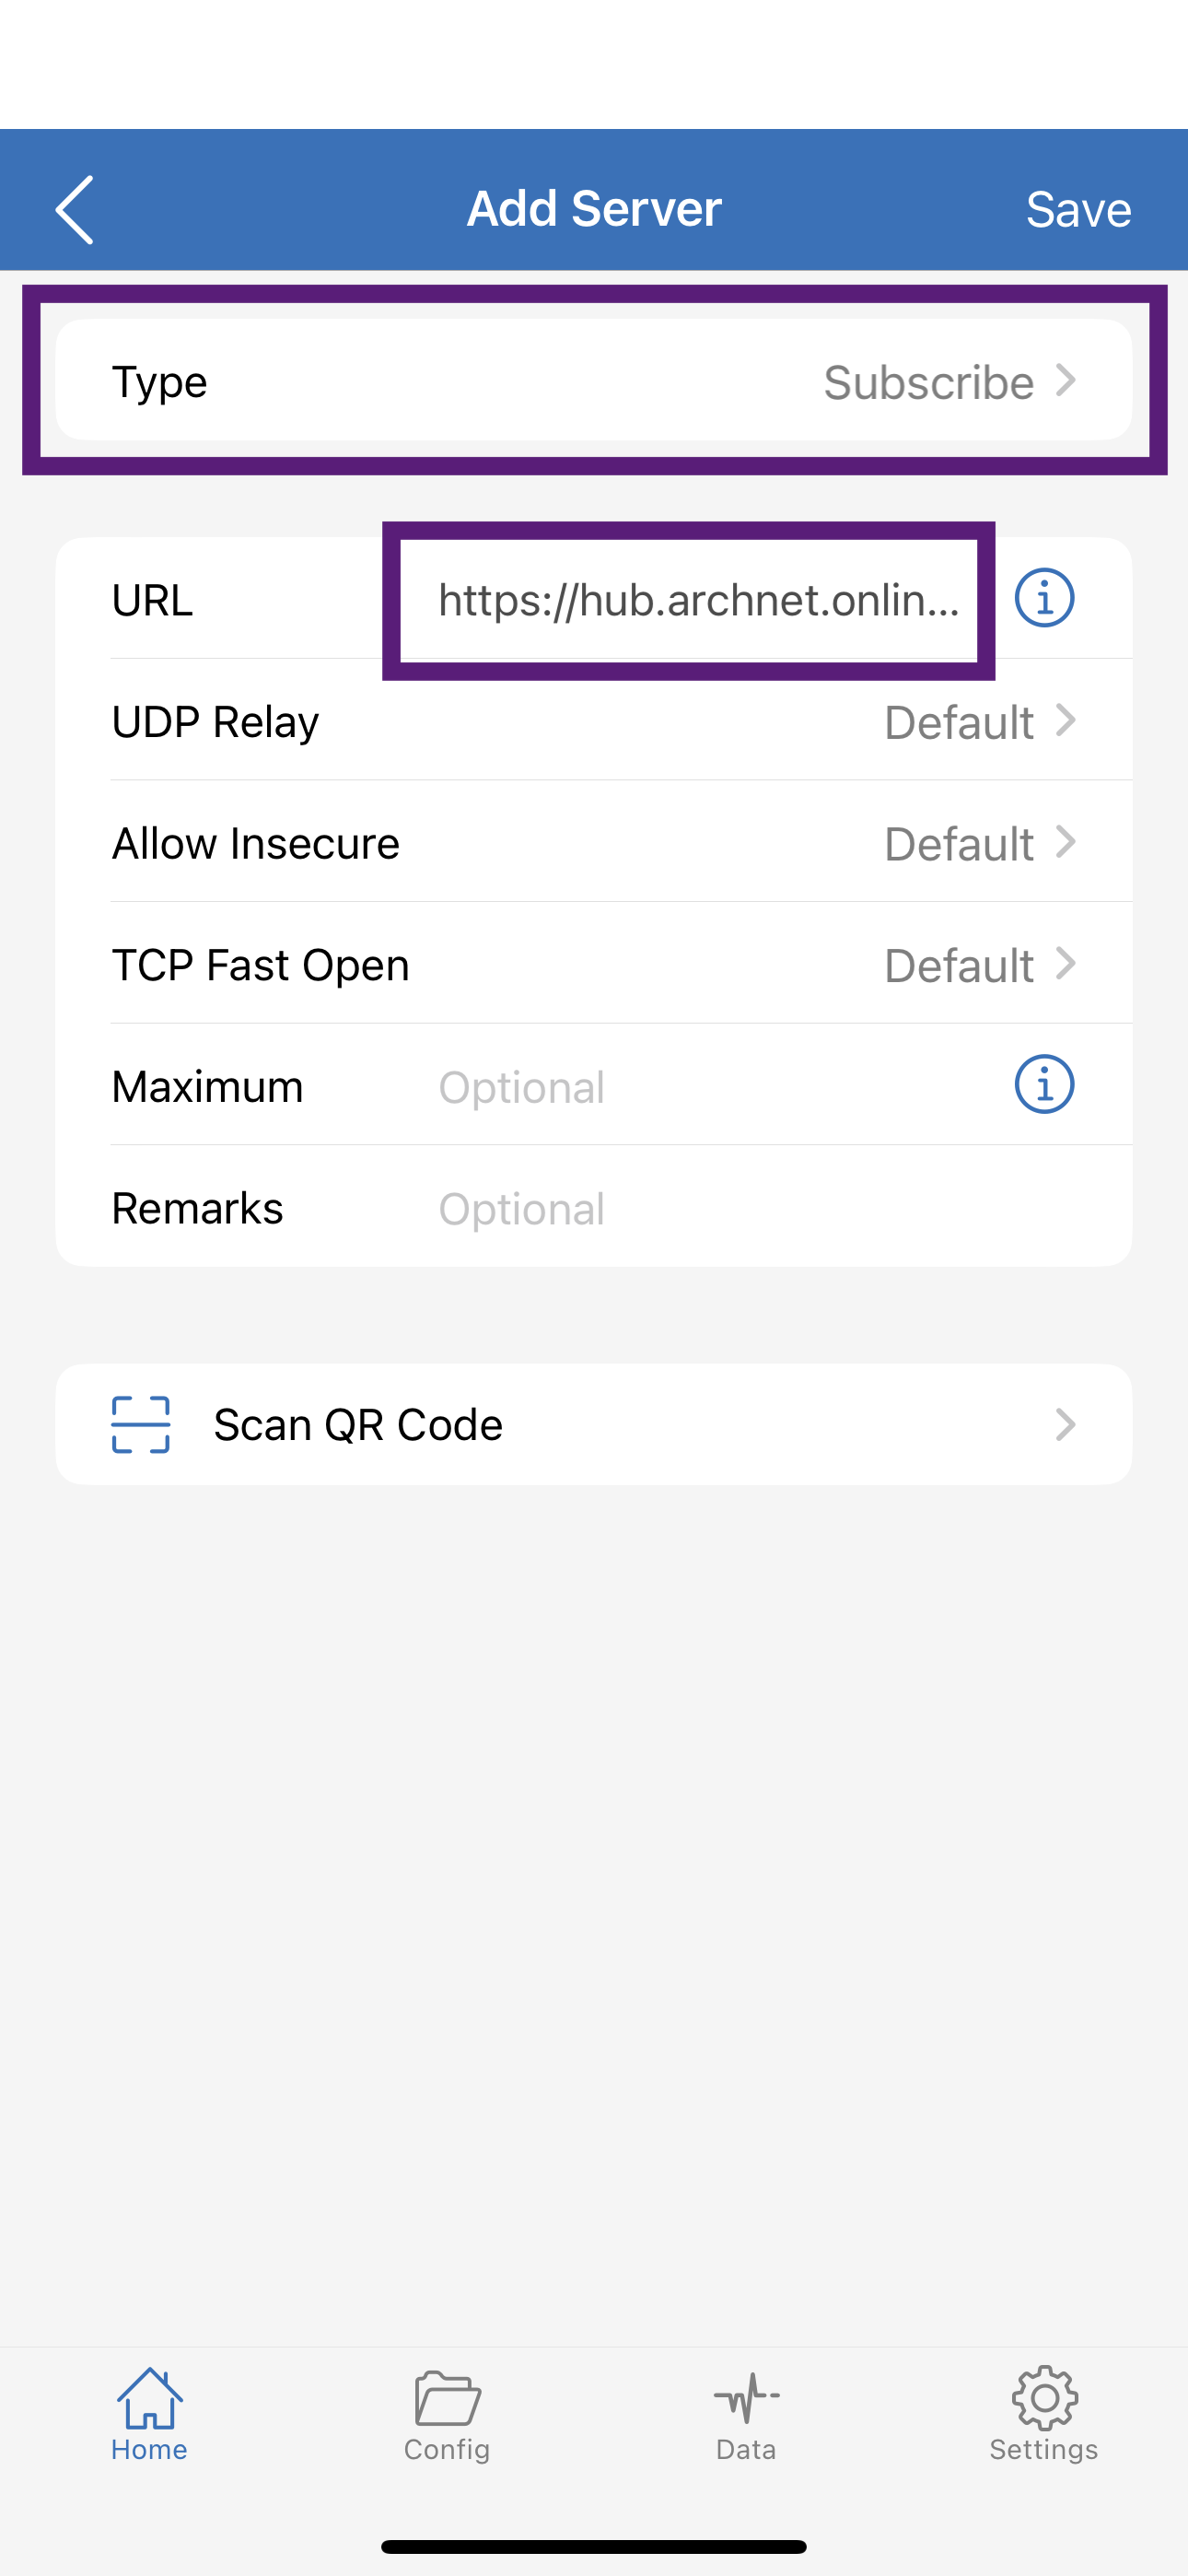 Add Server
Save
Type
Subscribe
URL
https://hub.archnet.onlin...
UDP Relay
Default
Allow Insecure
Default
TCP Fast Open
Default
Maximum
Optional
Remarks
Optional
Scan QR Code
Home
Config
Data
Settings